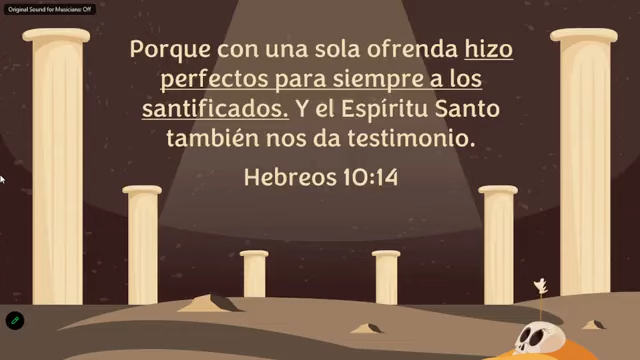 Original Sound for Musicians: Off
Porque con una sola ofrenda hizo
perfectos para siempre a los
santificados. Y el Espíritu Santo
también nos da testimonio.
Hebreos 10:14